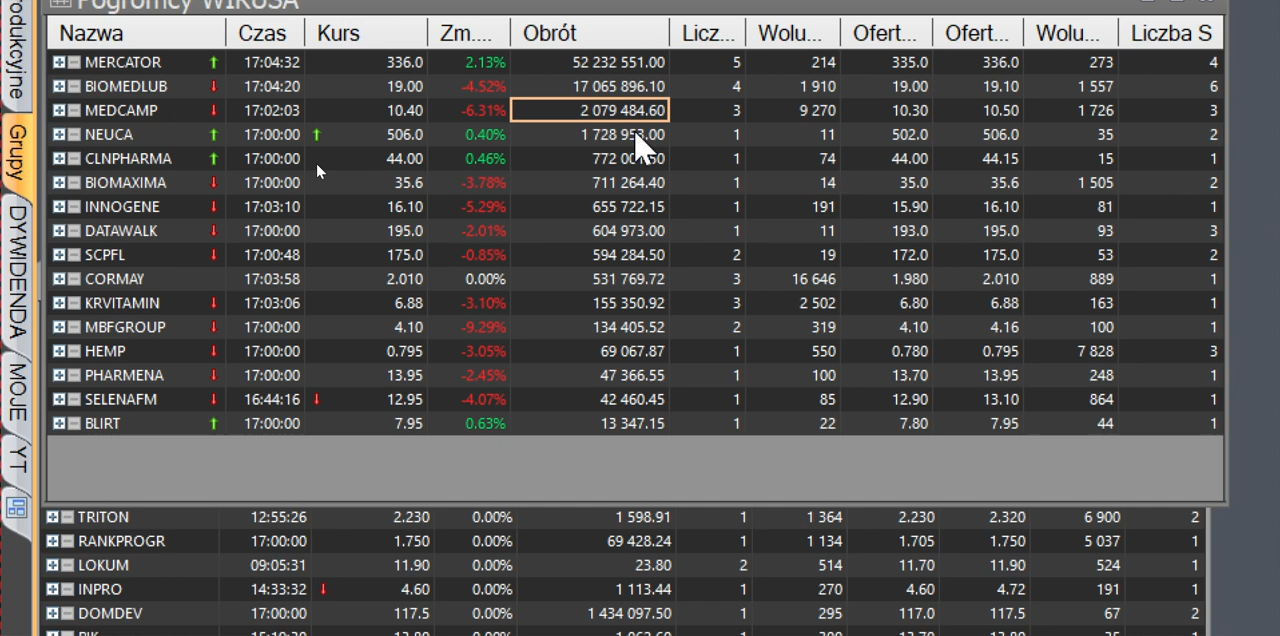 Pogromcy WIRUSA
Nazwa Czas Kurs Zm.... Obrót Licz... Wolu... Ofert... Ofert... Wolu... Liczba S
MERCATOR 17:04:32 336.0 2.13% 52 232 551.00 5 214 335.0 336.0 273 4
BIOMEDLUB 17:04:20 19.00 -4.52% 17 065 896.10 4 1 910 19.00 19.10 1 557 6
MEDCAMP 17:02:03 10.40 -6.31% 2 079 484.60 3 9 270 10.30 10.50 1 726 3
NEUCA 17:00:00 506.0 0.40% 1 728 953.00 1 11 502.0 506.0 35 2
CLNPHARMA 17:00:00 44.00 0.46% 772 1 74 44.00 44.15 15 1
BIOMAXIMA 17:00:00 35.6 -3.78% 711 264.40 1 14 35.0 35.6 1 505 2
INNOGENE 17:03:10 16.10 -5.29% 655 722.15 1 191 15.90 16.10 81 1
DATAWALK 17:00:00 195.0 -2.01% 604 973.00 1 11 193.0 195.0 93 3
SCPFL 17:00:48 175.0 -0.85% 594 284.50 2 19 172.0 175.0 53 2
CORMAY 17:03:58 2.010 0.00% 531 769.72 3 16 646 1.980 2.010 889 1
KRVITAMIN 17:03:06 6.88 -3.10% 155 350.92 3 2 502 6.80 6.88 163 1
MBFGROUP 17:00:00 4.10 -9.29% 134 405.52 2 319 4.10 4.16 100 1
HEMP 17:00:00 0.795 -3.05% 69 067.87 1 550 0.780 0.795 7 828 3
PHARMENA 17:00:00 13.95 -2.45% 47 366.55 1 100 13.70 13.95 248 1
SELENAFM 16:44:16 12.95 -4.07% 42 460.45 1 85 12.90 13.10 864 1
BLIRT 17:00:00 7.95 0.63% 13 347.15 1 22 7.80 7.95 44 1
TRITON 12:55:26 2.230 0.00% 1 598.91 1 1 364 2.230 2.320 6 900 2
RANKPROGR 17:00:00 1.750 0.00% 69 428.24 1 1 134 1.705 1.750 5 037 1
LOKUM 09:05:31 11.90 0.00% 23.80 2 514 11.70 11.90 524 1
INPRO 14:33:32 4.60 0.00% 1 113.44 1 270 4.60 4.72 191 1
DOMDEV 17:00:00 117.5 0.00% 1 434 097.50 1 295 117.0 117.5 67 2
odukcyjne
Grupy
DYWIDENDA
MOJE
YT